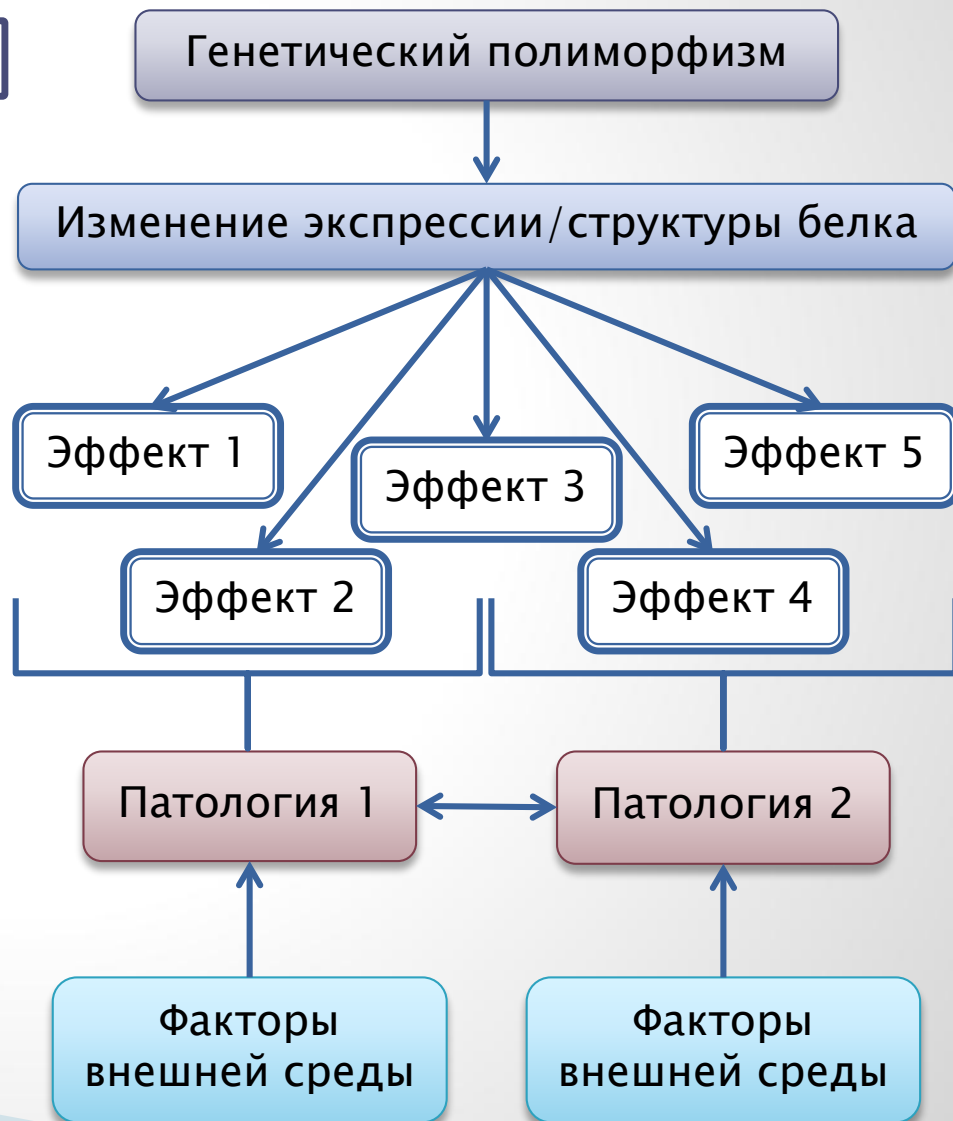 Генетический полиморфизм
Изменение экспрессии/структуры белка
Эффект 1
Эффект 3
Эффект 5
Эффект 2
Эффект 4
Патология 1
Патология 2
Факторы
внешней среды
Факторы
внешней среды